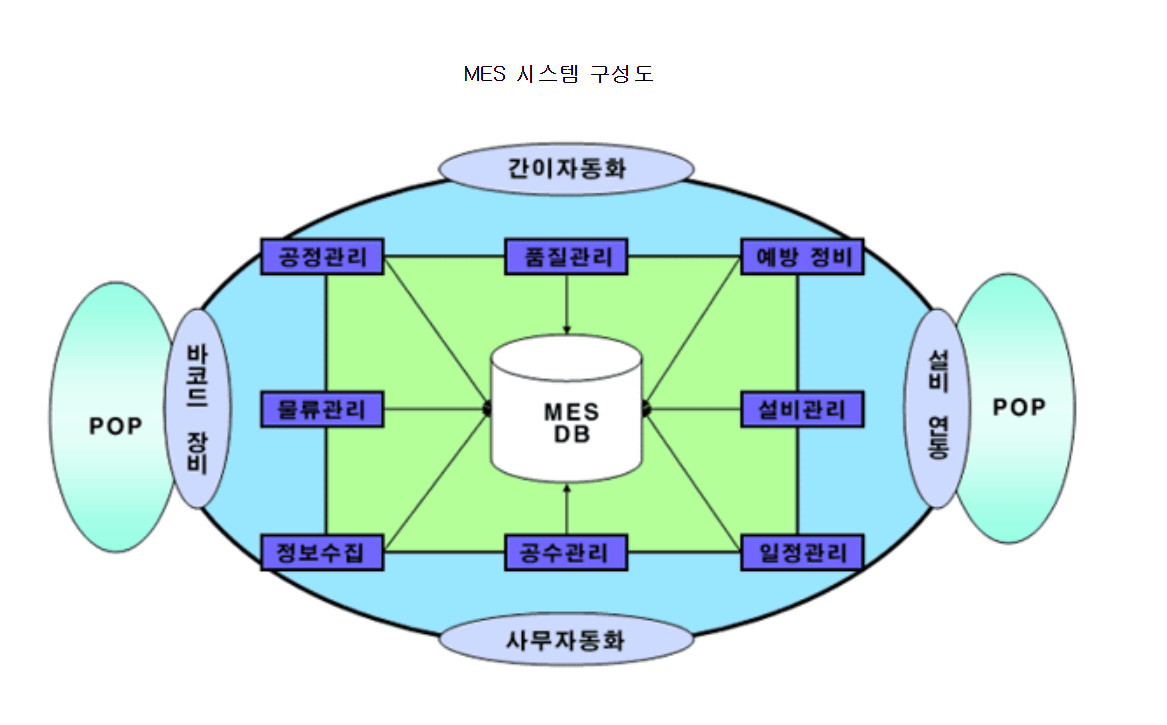 MES 시스템 구성도
간이자동화
공정관리
품질관리
예방 정비
바코드 장비
설비 연동
POP
POP
물류관리
MES
DB
설비관리
정보수집
공수관리
일정관리
사무자동화